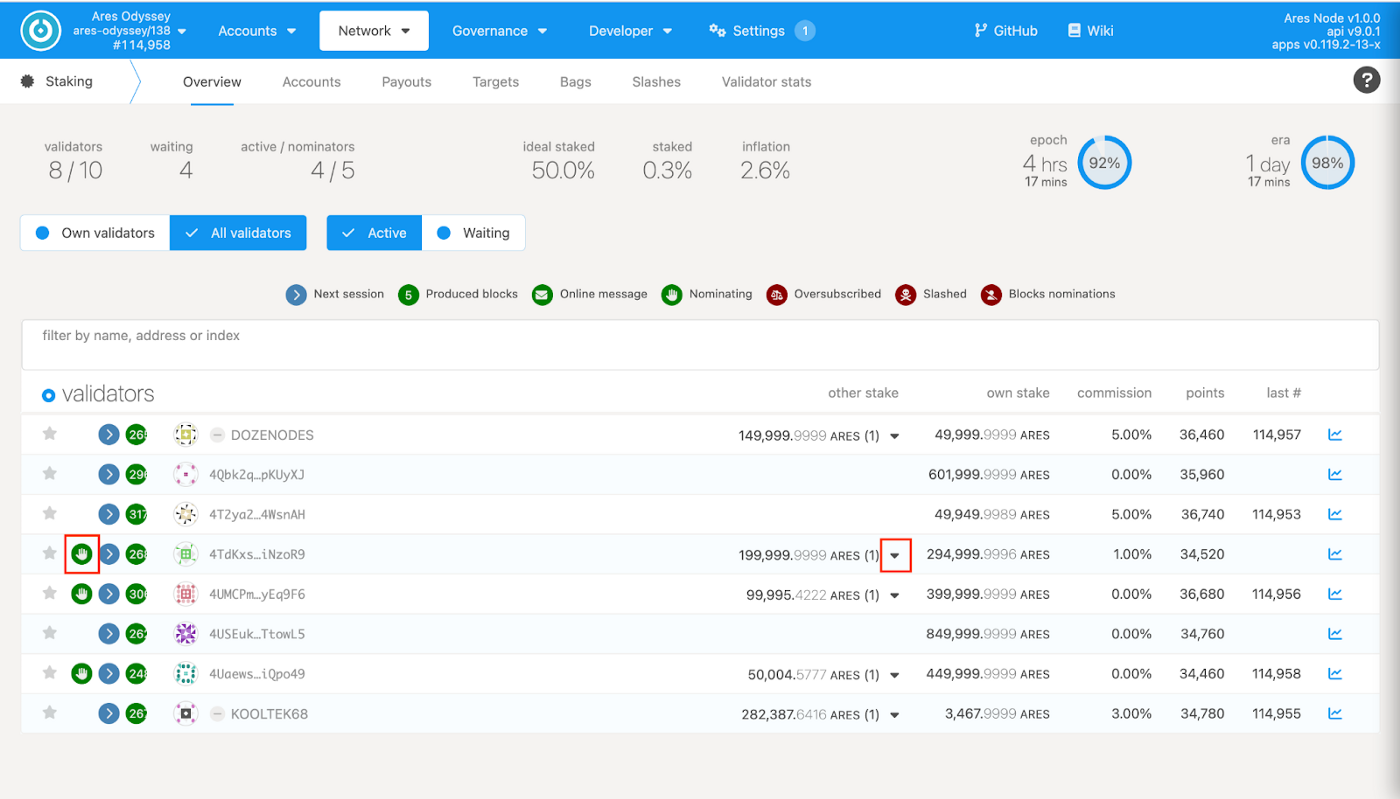 Ares Odyssey
ares-odyssey/138
#114,958
Accounts
Network
Governance
Developer
Settings
1
GitHub
Wiki
Ares Node v1.0.0
api v9.0.1
apps v0.119.2-13-x
Staking
Overview
Accounts
Payouts
Targets
Bags
Slashes
Validator stats
?
validators
8 / 10
waiting
4
active / nominators
4 / 5
ideal staked
50.0%
staked
0.3%
inflation
2.6%
epoch
4 hrs
17 mins
92%
era
1 day
17 mins
98%
Own validators
All validators
Active
Waiting
Next session
5 Produced blocks
Online message
Nominating
Oversubscribed
Slashed
Blocks nominations
filter by name, address or index
validators other stake own stake commission points last #
265 DOZENODES 149,999.9999 ARES (1) 49,999.9999 ARES 5.00% 36,460 114,957
296 4Qbk2q…pKUyXJ 601,999.9999 ARES 0.00% 35,960
317 4T2ya2…4WsnAH 49,949.9989 ARES 5.00% 36,740 114,953
268 4TdKxs…iNzoR9 199,999.9999 ARES (1) 294,999.9996 ARES 1.00% 34,520
306 4UMCPm…yEq9F6 99,995.4222 ARES (1) 399,999.9999 ARES 0.00% 36,680 114,956
262 4USEuk…TtowL5 849,999.9999 ARES 0.00% 34,760
248 4Uaews…iQpo49 50,004.5777 ARES (1) 449,999.9999 ARES 0.00% 34,460 114,958
267 KOOLTEK68 282,387.6416 ARES (1) 3,467.9999 ARES 3.00% 34,780 114,955